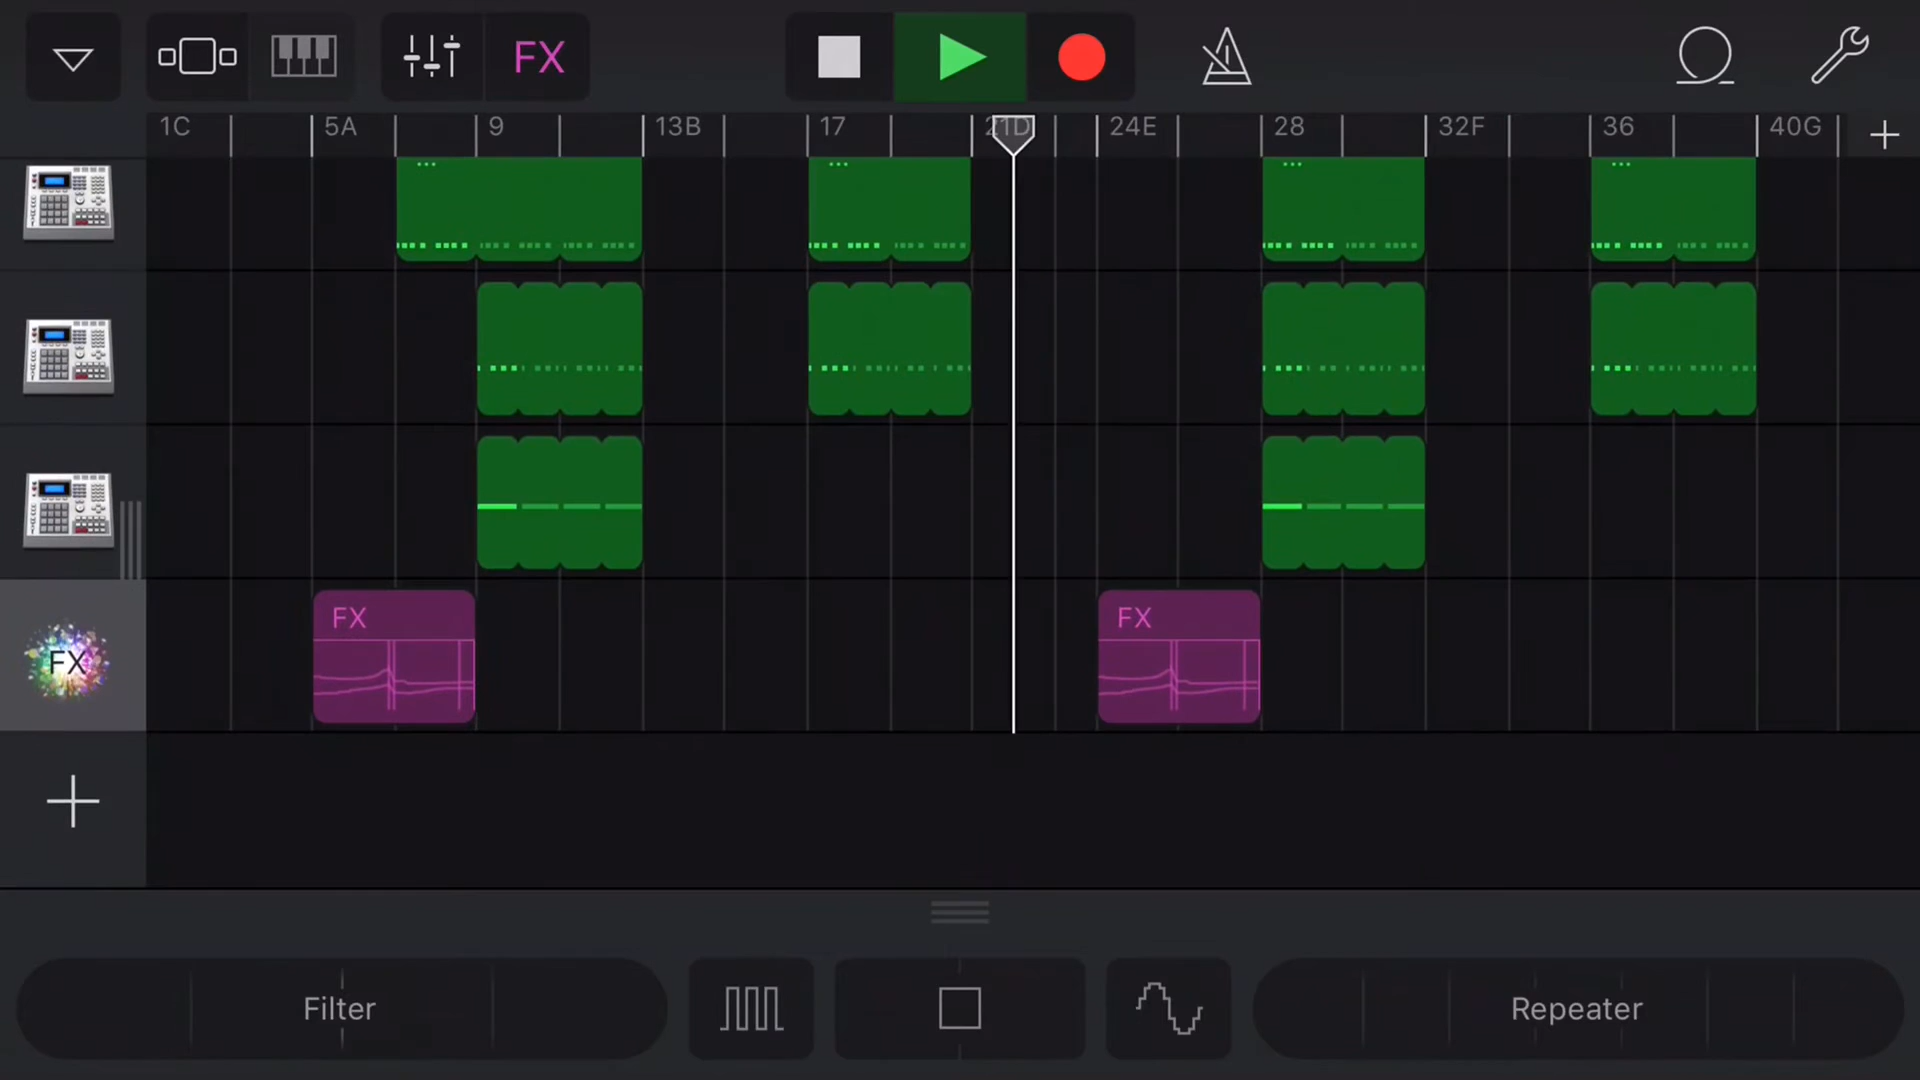 FX
1C 5A 9 13B 17 21D 24E 28 32F 36 40G
FX FX
FX
Filter Repeater